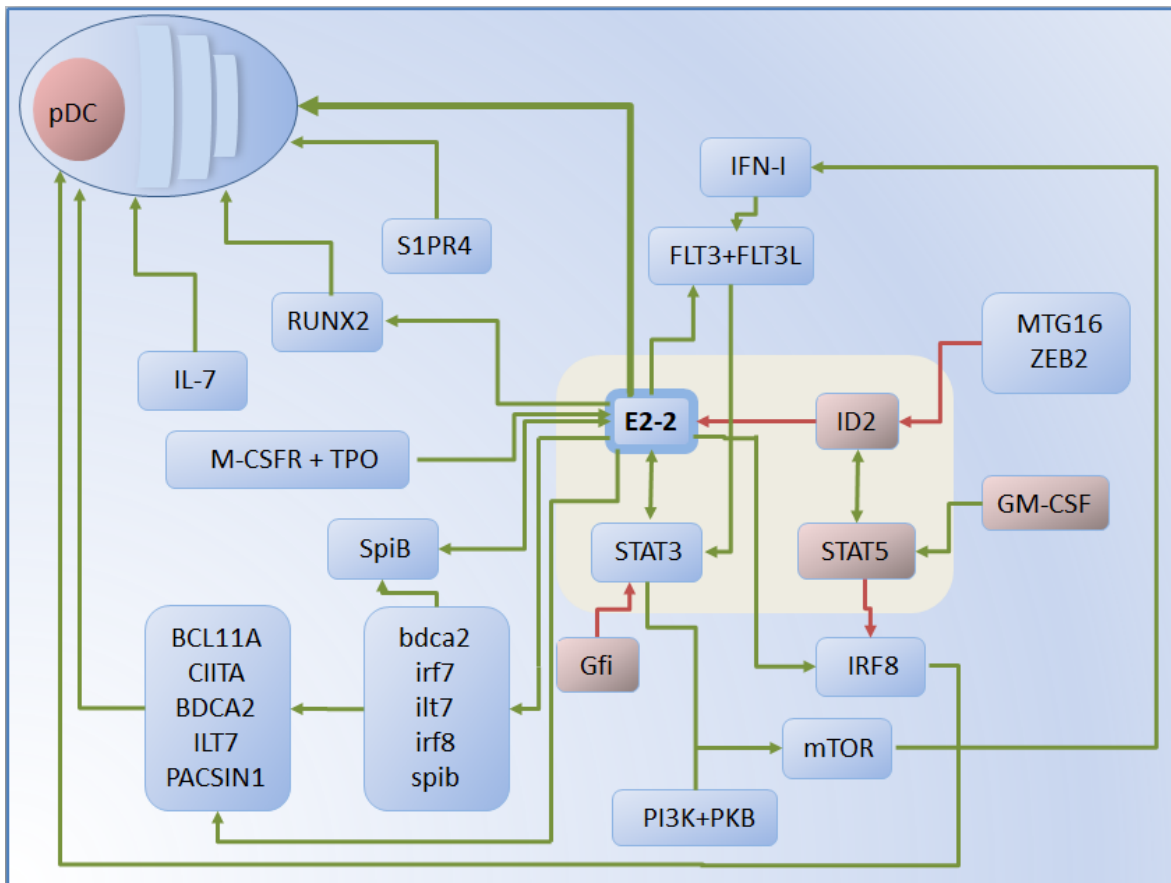 pDC
IFN-I
S1PR4
FLT3+FLT3L
RUNX2
MTG16
ZEB2
IL-7
E2-2
ID2
M-CSFR + TPO
GM-CSF
SpiB
STAT3
STAT5
BCL11A
CIITA
BDCA2
ILT7
PACSIN1
bdca2
irf7
ilt7
irf8
spib
Gfi
IRF8
mTOR
PI3K+PKB